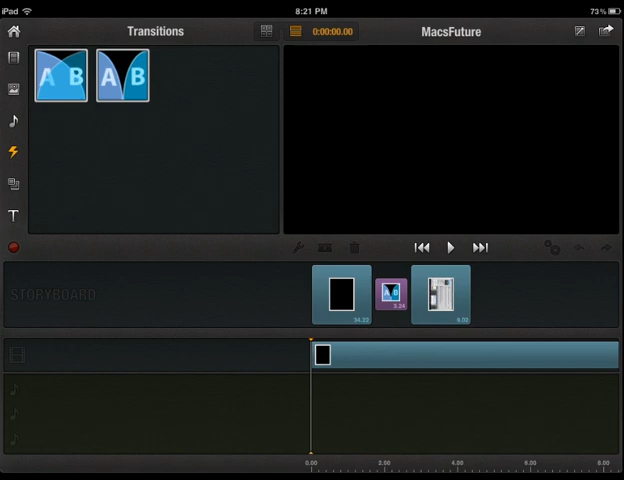 iPad 8:21 PM 73%
Transitions 0:00:00.00 MacsFuture
A B A B
T
STORYBOARD
A B
34.22 3.24 9.03
0.00 2.00 4.00 6.00 8.00